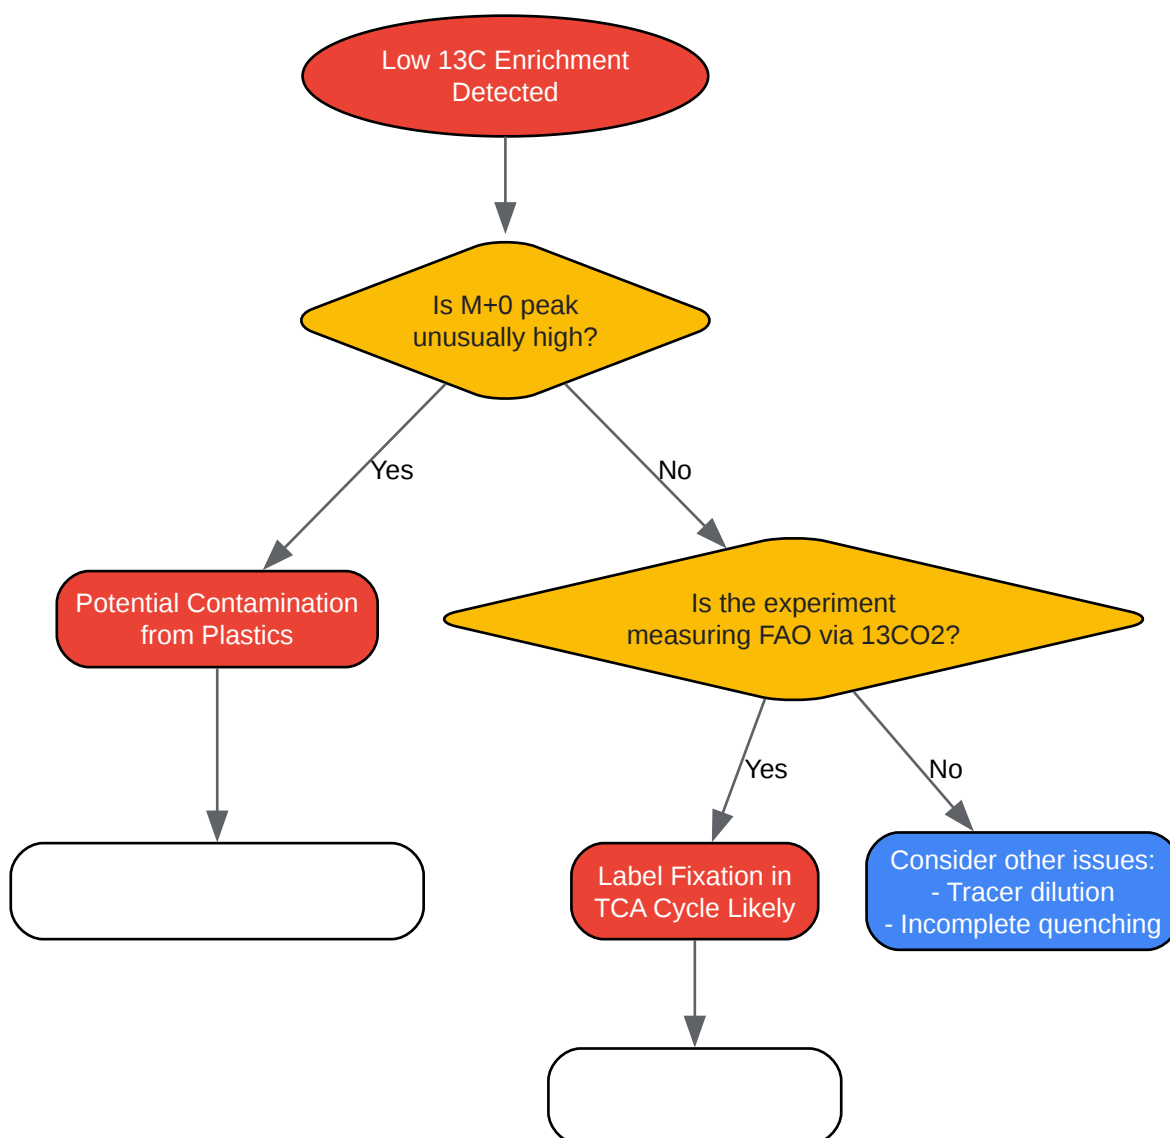 Low 13C Enrichment
Detected
Is M+0 peak
unusually high?
Yes
No
Potential Contamination
from Plastics
Is the experiment
measuring FAO via 13CO2?
Yes
No
Label Fixation in
TCA Cycle Likely
Consider other issues:
- Tracer dilution
- Incomplete quenching